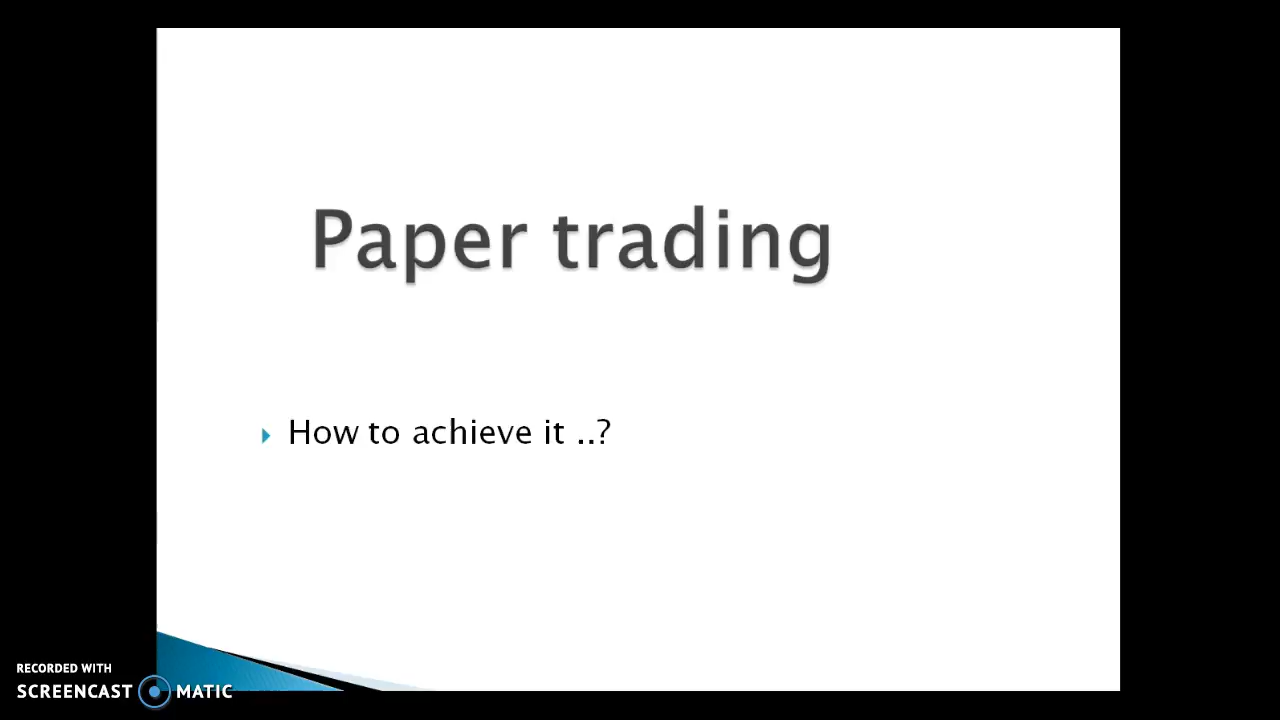 Paper trading
How to achieve it ..?
RECORDED WITH
SCREENCAST MATIC